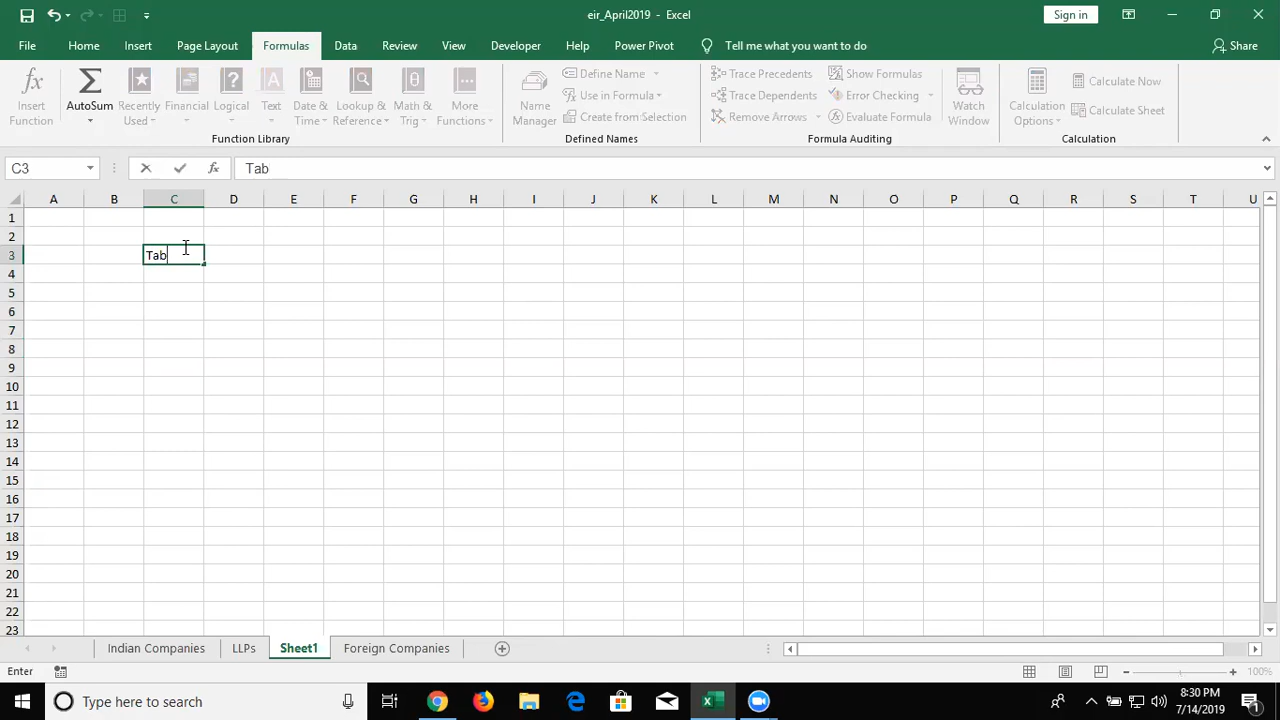 eir_April2019 - Excel
Sign in
File Home Insert Page Layout Formulas Data Review View Developer Help Power Pivot Tell me what you want to do Share
Insert Function
AutoSum
Recently Used
Financial
Logical
Text
Date & Time
Lookup & Reference
Math & Trig
More Functions
Function Library
Name Manager
Define Name
Use in Formula
Create from Selection
Defined Names
Trace Precedents
Trace Dependents
Remove Arrows
Show Formulas
Error Checking
Evaluate Formula
Watch Window
Formula Auditing
Calculation Options
Calculate Now
Calculate Sheet
Calculation
C3 fx Tab
A B C D E F G H I J K L M N O P Q R S T U
1
2
3 Tab
4
5
6
7
8
9
10
11
12
13
14
15
16
17
18
19
20
21
22
23
Indian Companies LLPs Sheet1 Foreign Companies
Enter 100%
Type here to search
8:30 PM
7/14/2019
1